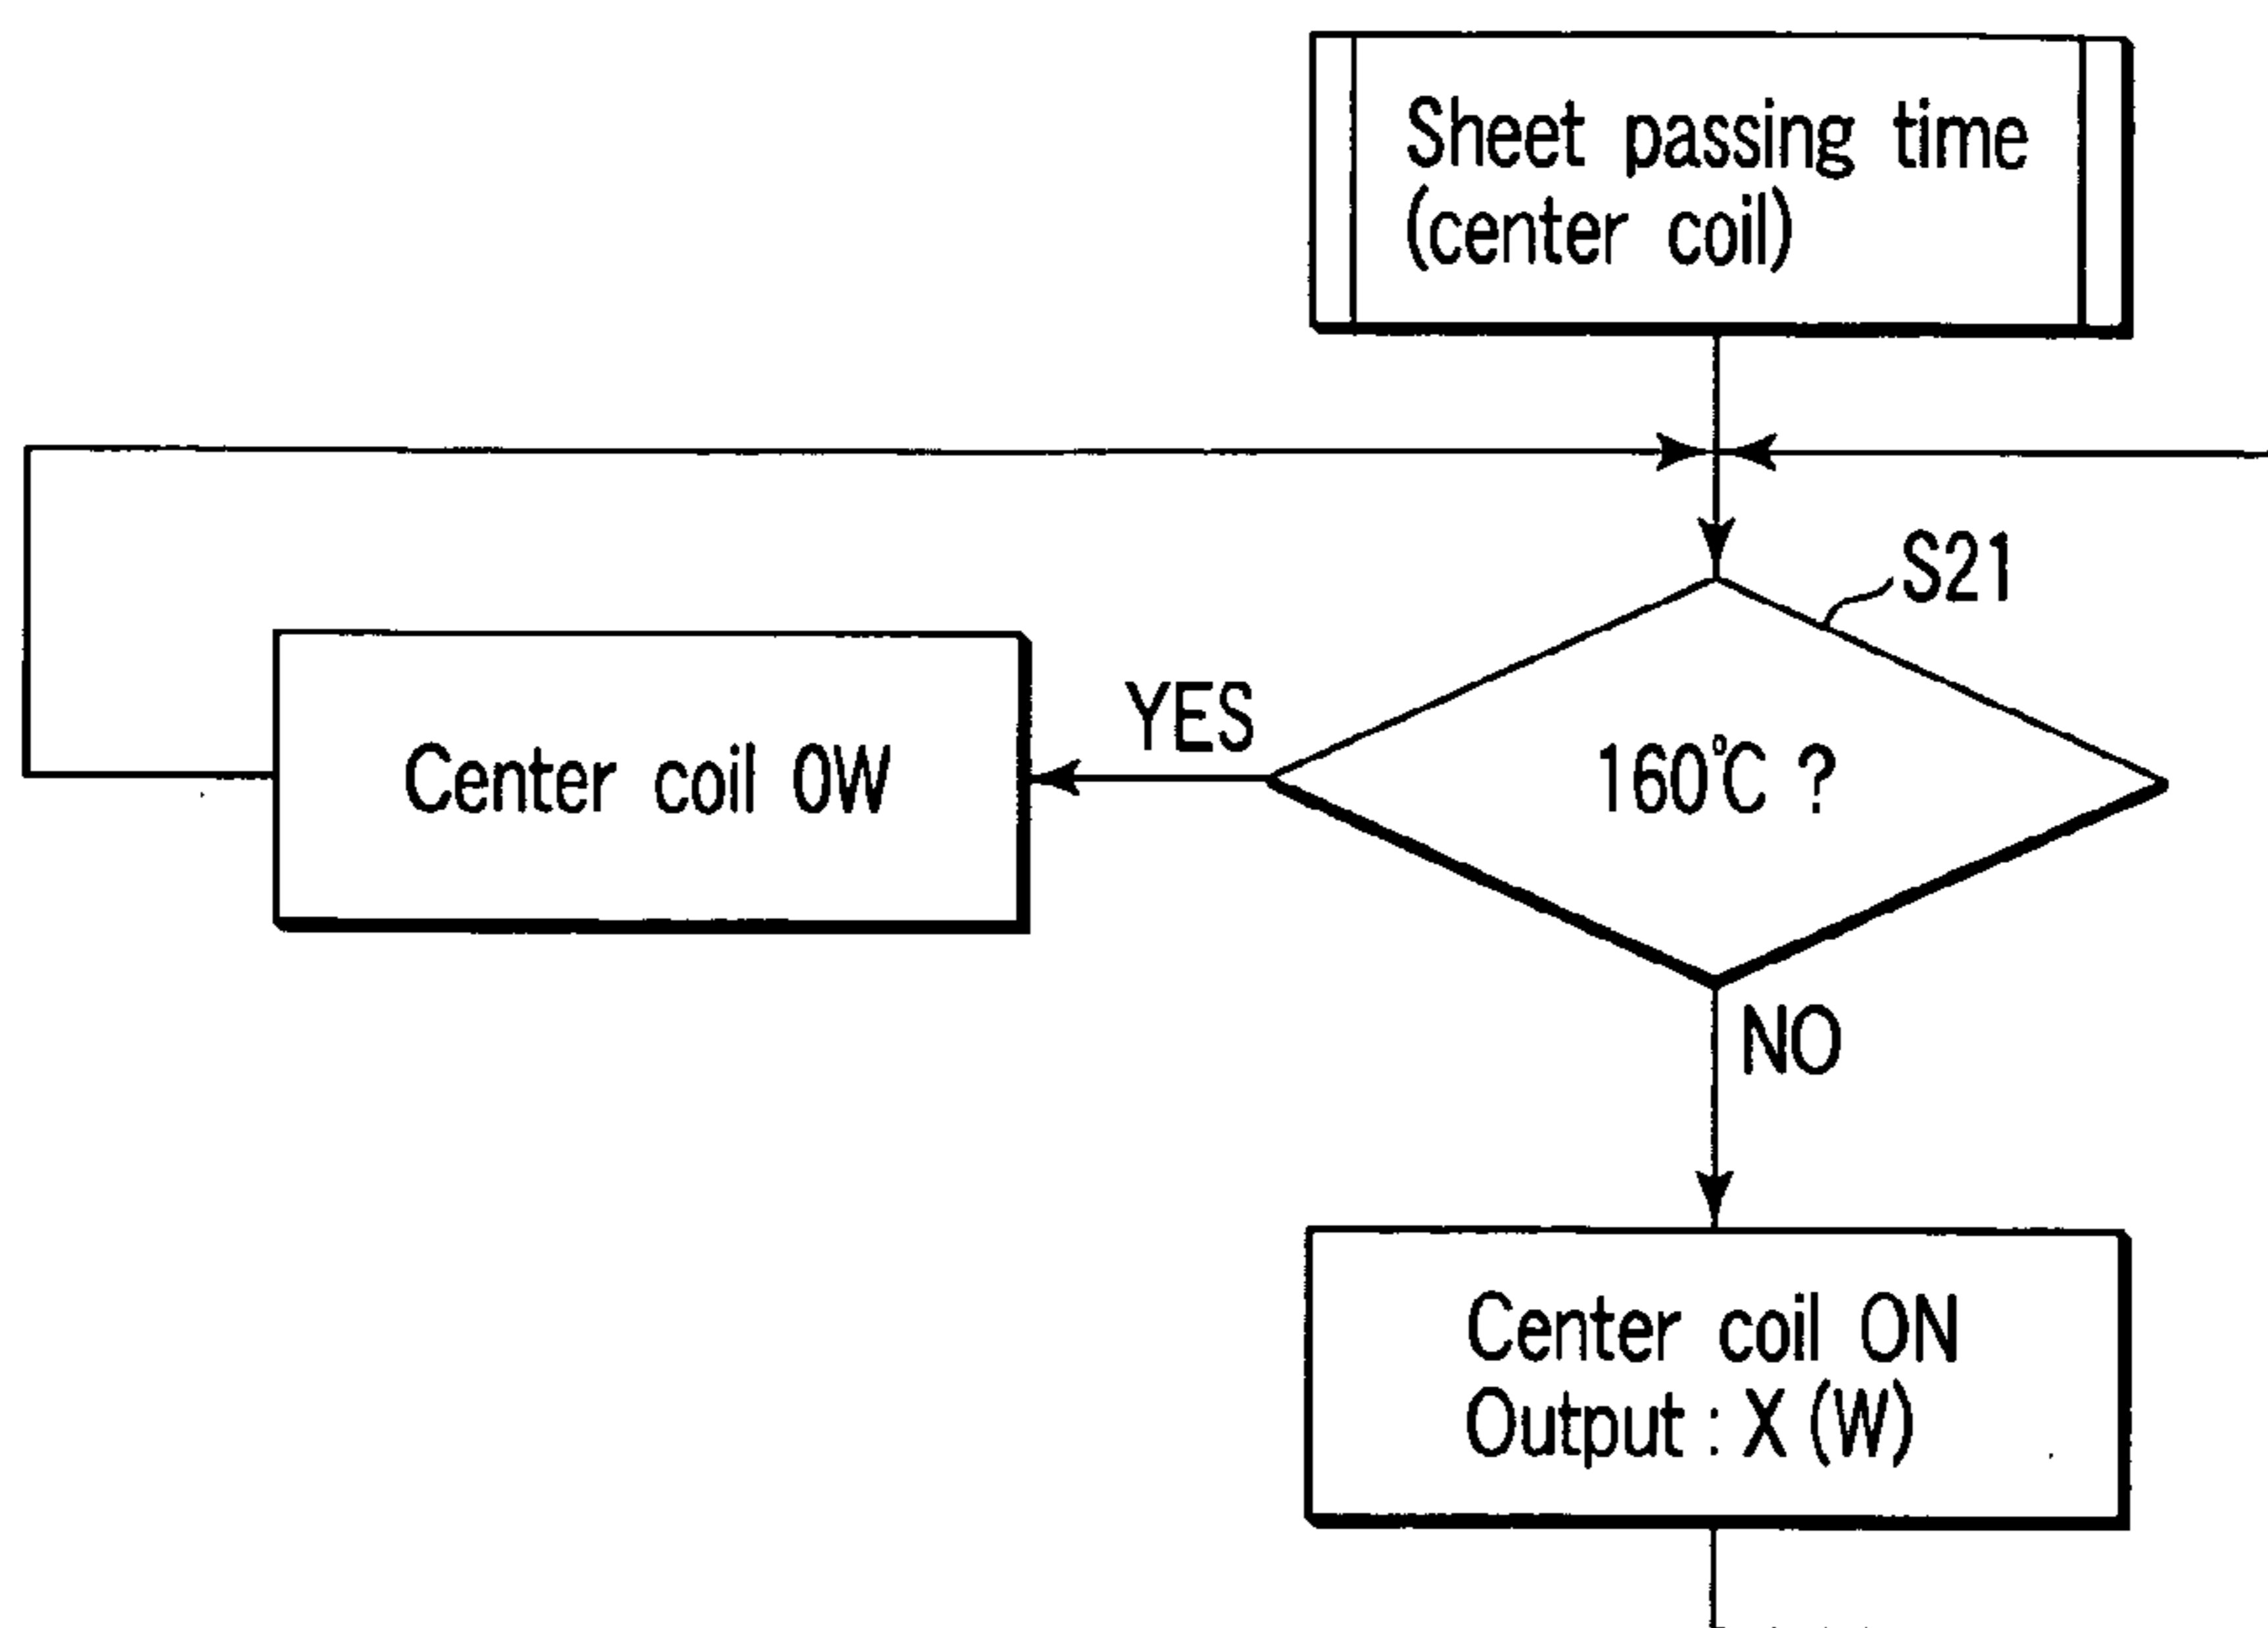 Sheet passing time
(center coil)
S21
YES
160℃ ?
Center coil 0W
NO
Center coil ON
Output : X (W)